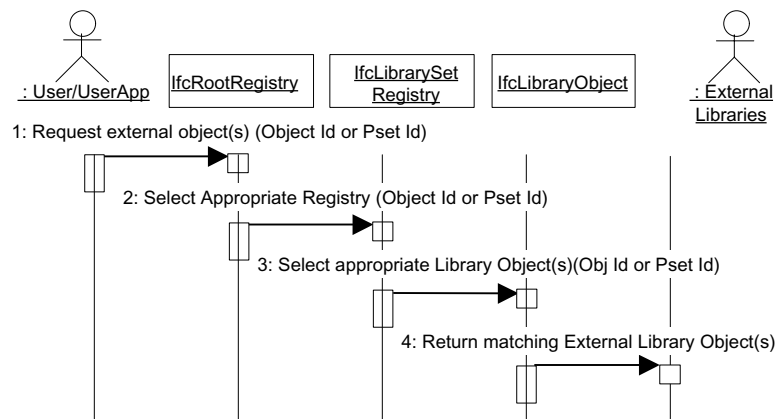 : User/UserApp
IfcRootRegistry
IfcLibrarySet
Registry
IfcLibraryObject
: External
Libraries
1: Request external object(s) (Object Id or Pset Id)
2: Select Appropriate Registry (Object Id or Pset Id)
3: Select appropriate Library Object(s)(Obj Id or Pset Id)
4: Return matching External Library Object(s)